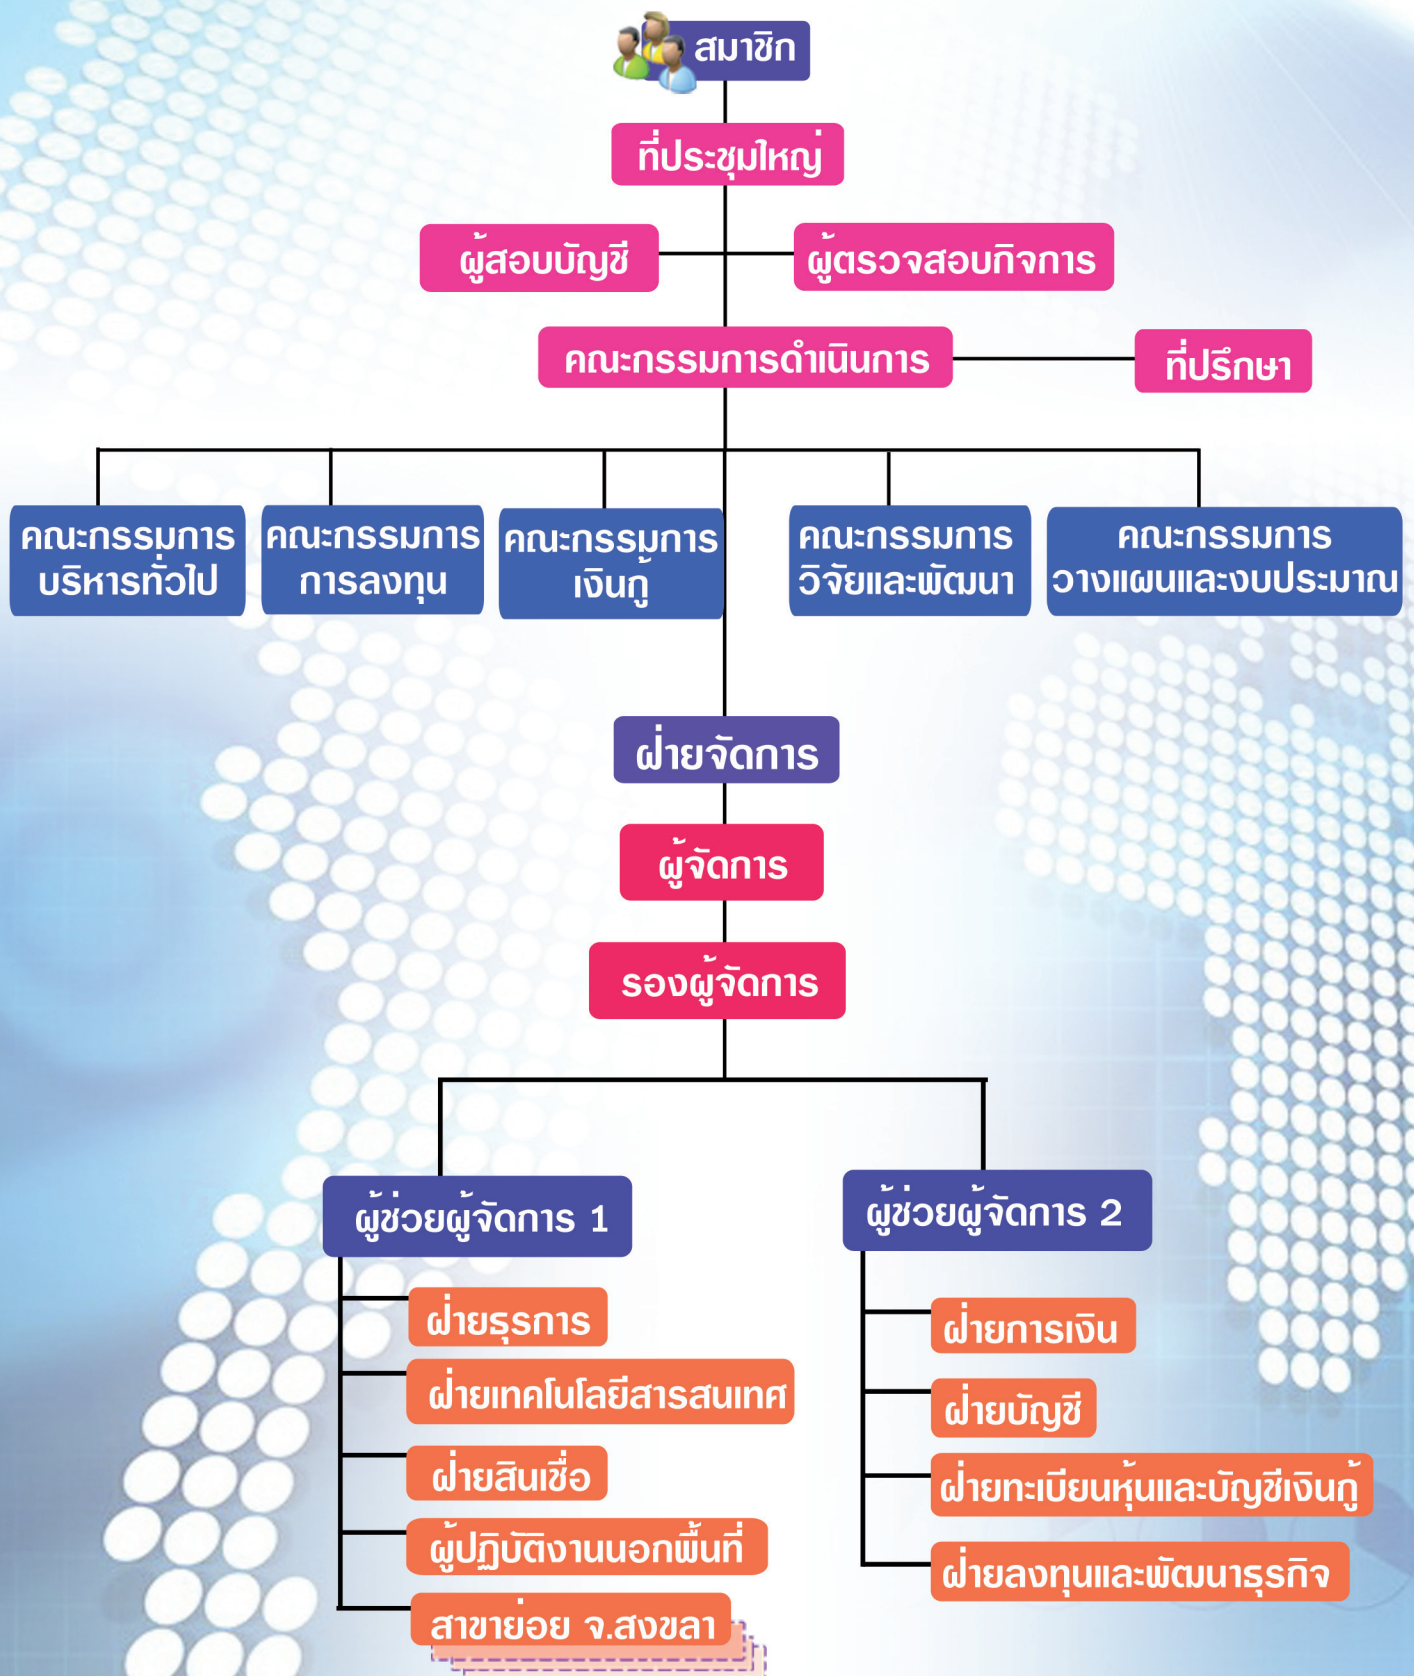 สมาชิก
ที่ประชุมใหญ่
ผู้สอบบัญชี
ผู้ตรวจสอบกิจการ
คณะกรรมการดำเนินการ
ที่ปรึกษา
คณะกรรมการ
บริหารทั่วไป
คณะกรรมการ
การลงทุน
คณะกรรมการ
เงินกู้
คณะกรรมการ
วิจัยและพัฒนา
คณะกรรมการ
วางแผนและงบประมาณ
ฝ่ายจัดการ
ผู้จัดการ
รองผู้จัดการ
ผู้ช่วยผู้จัดการ 1
ฝ่ายธุรการ
ฝ่ายเทคโนโลยีสารสนเทศ
ฝ่ายสินเชื่อ
ผู้ปฏิบัติงานนอกพื้นที่
สาขาย่อย จ.สงขลา
ผู้ช่วยผู้จัดการ 2
ฝ่ายการเงิน
ฝ่ายบัญชี
ฝ่ายทะเบียนหุ้นและบัญชีเงินกู้
ฝ่ายลงทุนและพัฒนาธุรกิจ